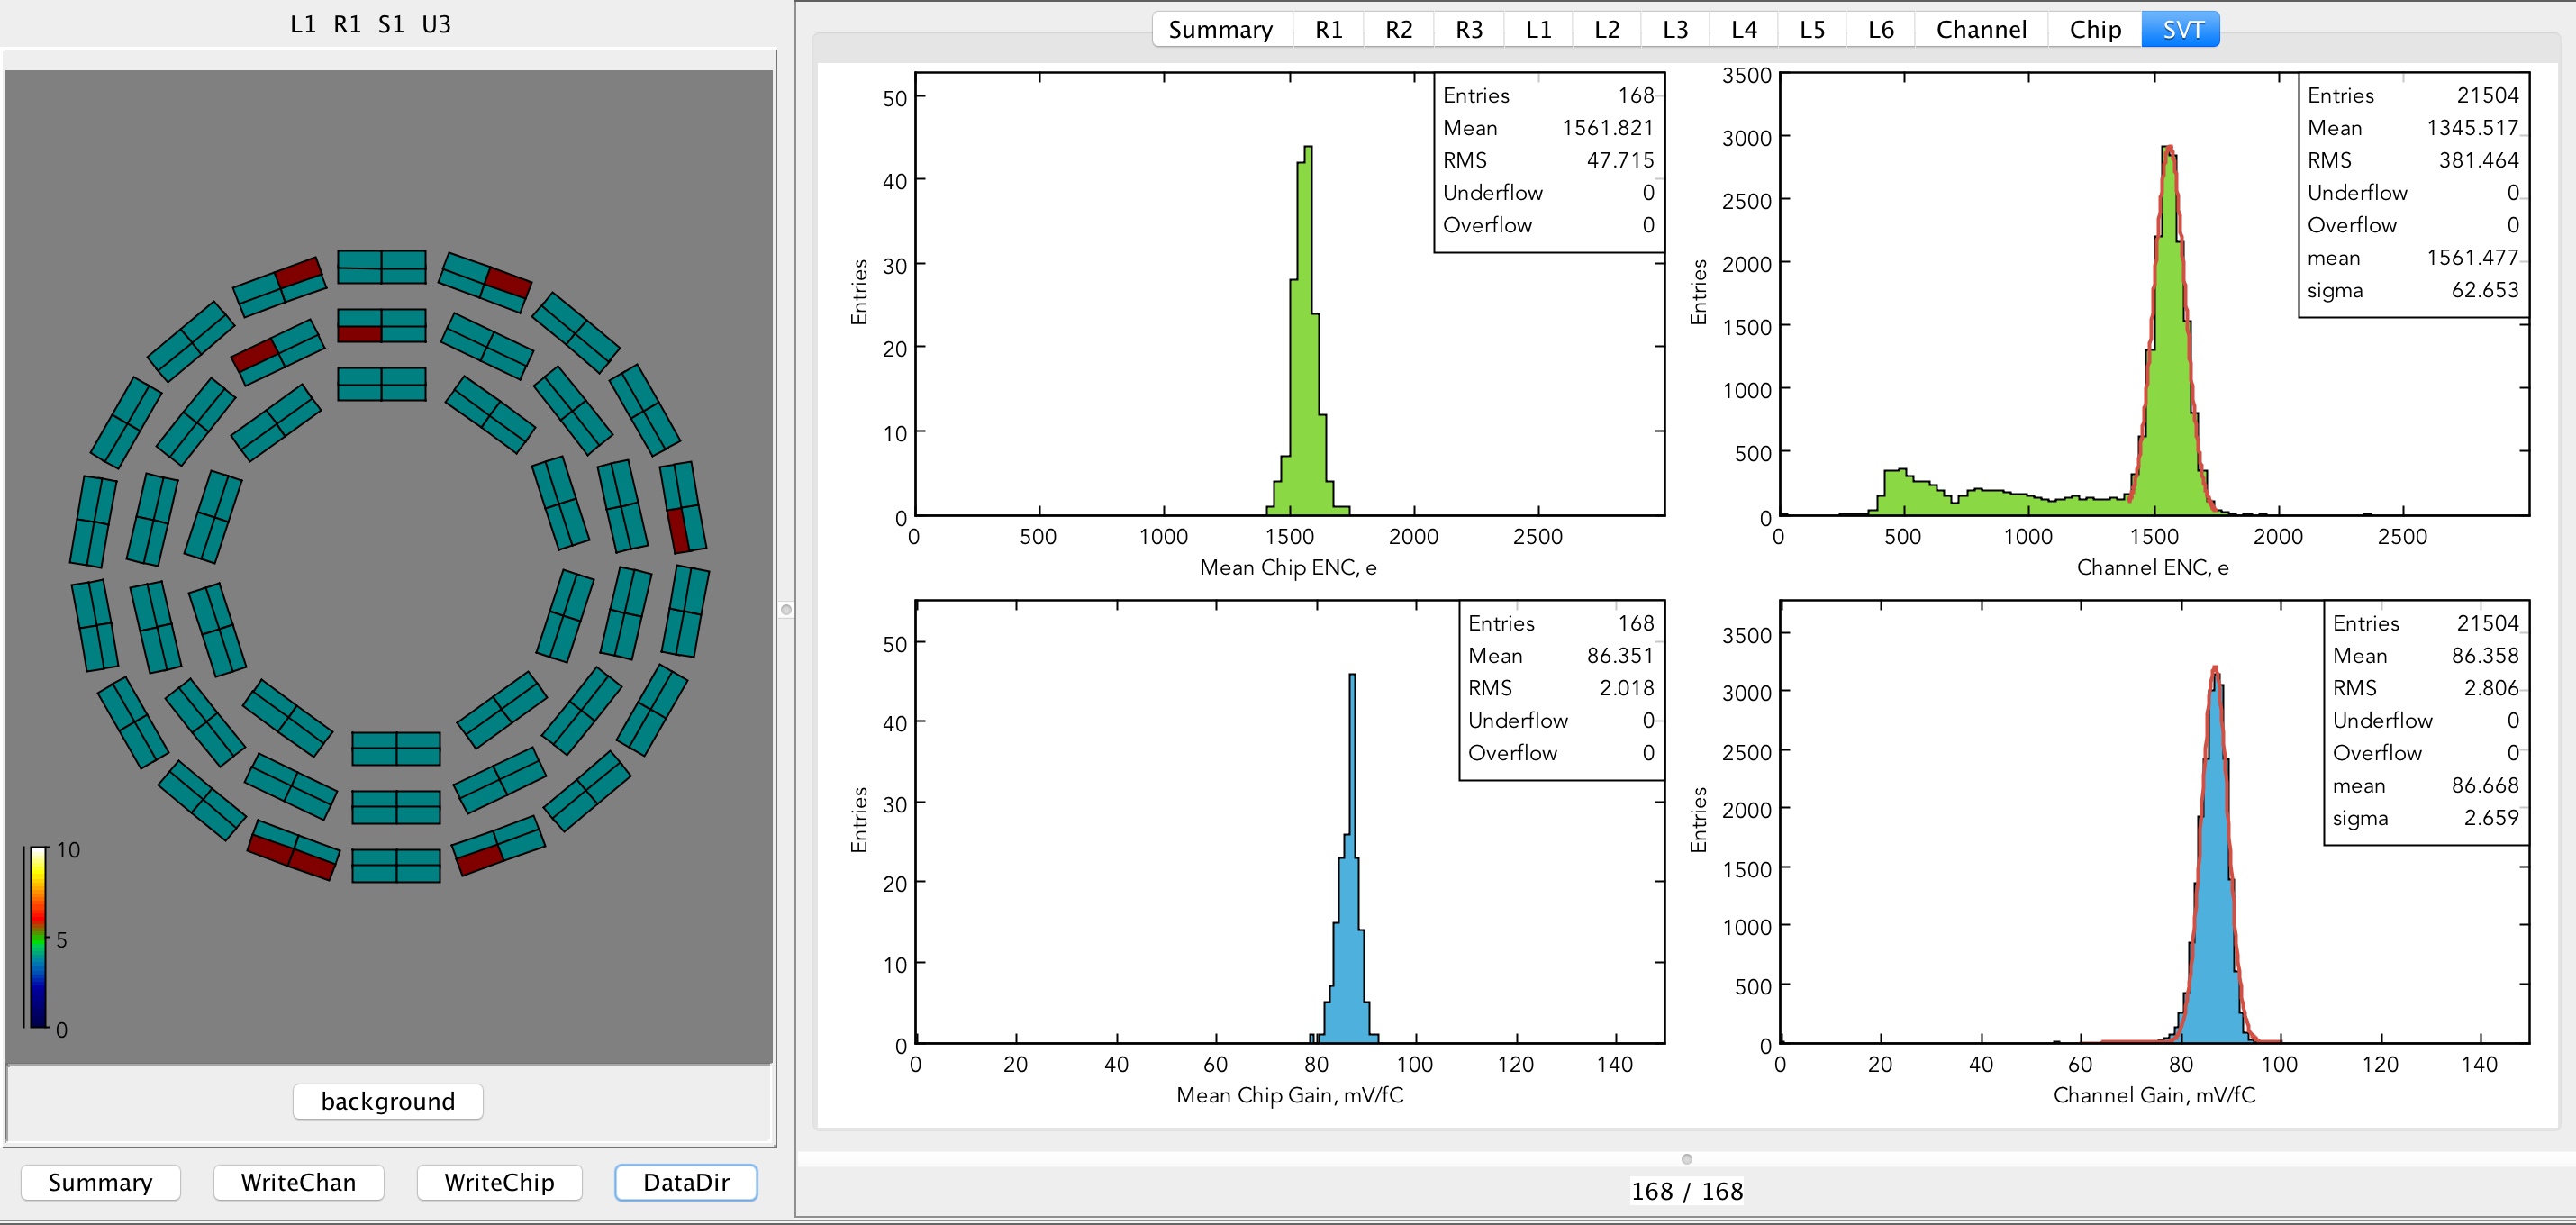 L1 R1 S1 U3
10
5
0
background
Summary WriteChan WriteChip DataDir
Summary R1 R2 R3 L1 L2 L3 L4 L5 L6 Channel Chip SVT
Entries 168
Mean 1561.821
RMS 47.715
Underflow 0
Overflow 0
50
40
30
20
10
0
Entries
0 500 1000 1500 2000 2500
Mean Chip ENC, e
Entries 21504
Mean 1345.517
RMS 381.464
Underflow 0
Overflow 0
mean 1561.477
sigma 62.653
3500
3000
2500
2000
1500
1000
500
0
Entries
0 500 1000 1500 2000 2500
Channel ENC, e
Entries 168
Mean 86.351
RMS 2.018
Underflow 0
Overflow 0
50
40
30
20
10
0
Entries
0 20 40 60 80 100 120 140
Mean Chip Gain, mV/fC
Entries 21504
Mean 86.358
RMS 2.806
Underflow 0
Overflow 0
mean 86.668
sigma 2.659
3500
3000
2500
2000
1500
1000
500
0
Entries
0 20 40 60 80 100 120 140
Channel Gain, mV/fC
168 / 168